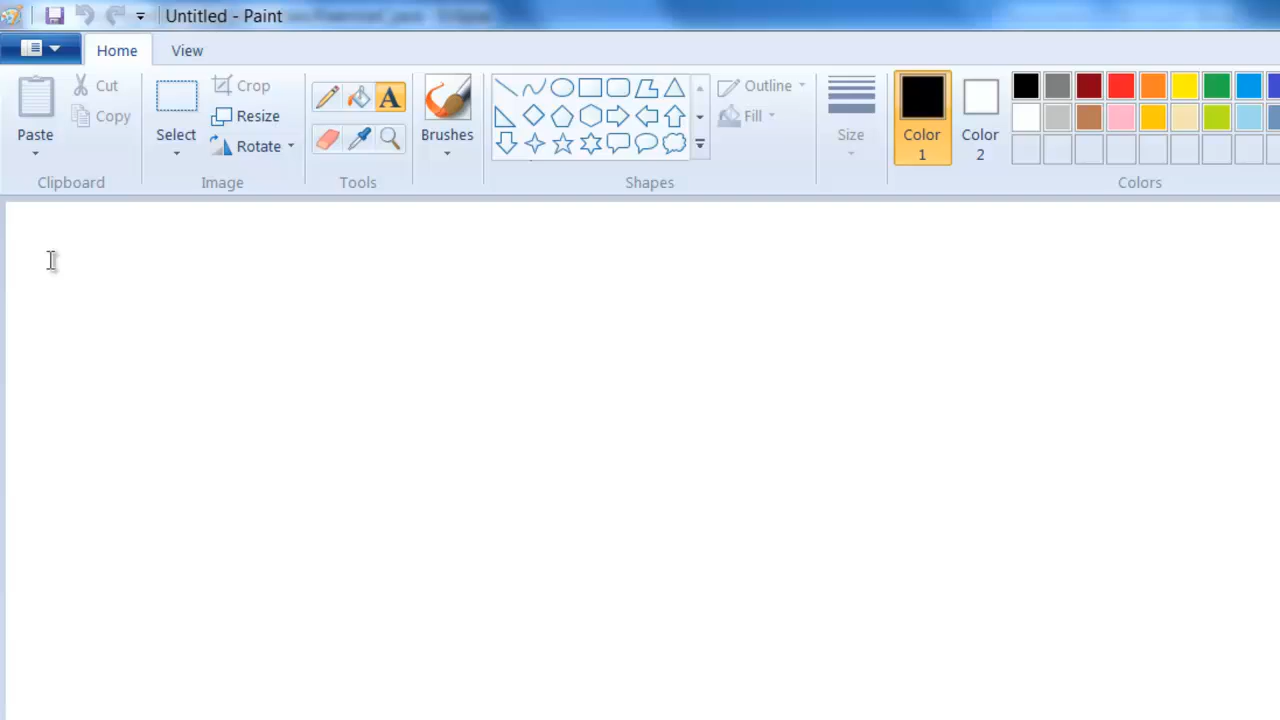 Untitled - Paint
Home View
Cut
Copy
Paste
Clipboard
Crop
Resize
Rotate
Select
Image
A
Tools
Brushes
Shapes
Outline
Fill
Size
Color 1
Color 2
Colors